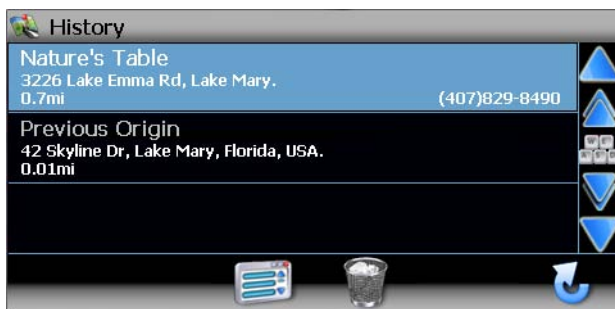 History
Nature's Table
3226 Lake Emma Rd, Lake Mary.
0.7mi (407)829-8490
Previous Origin
42 Skyline Dr, Lake Mary, Florida, USA.
0.01mi